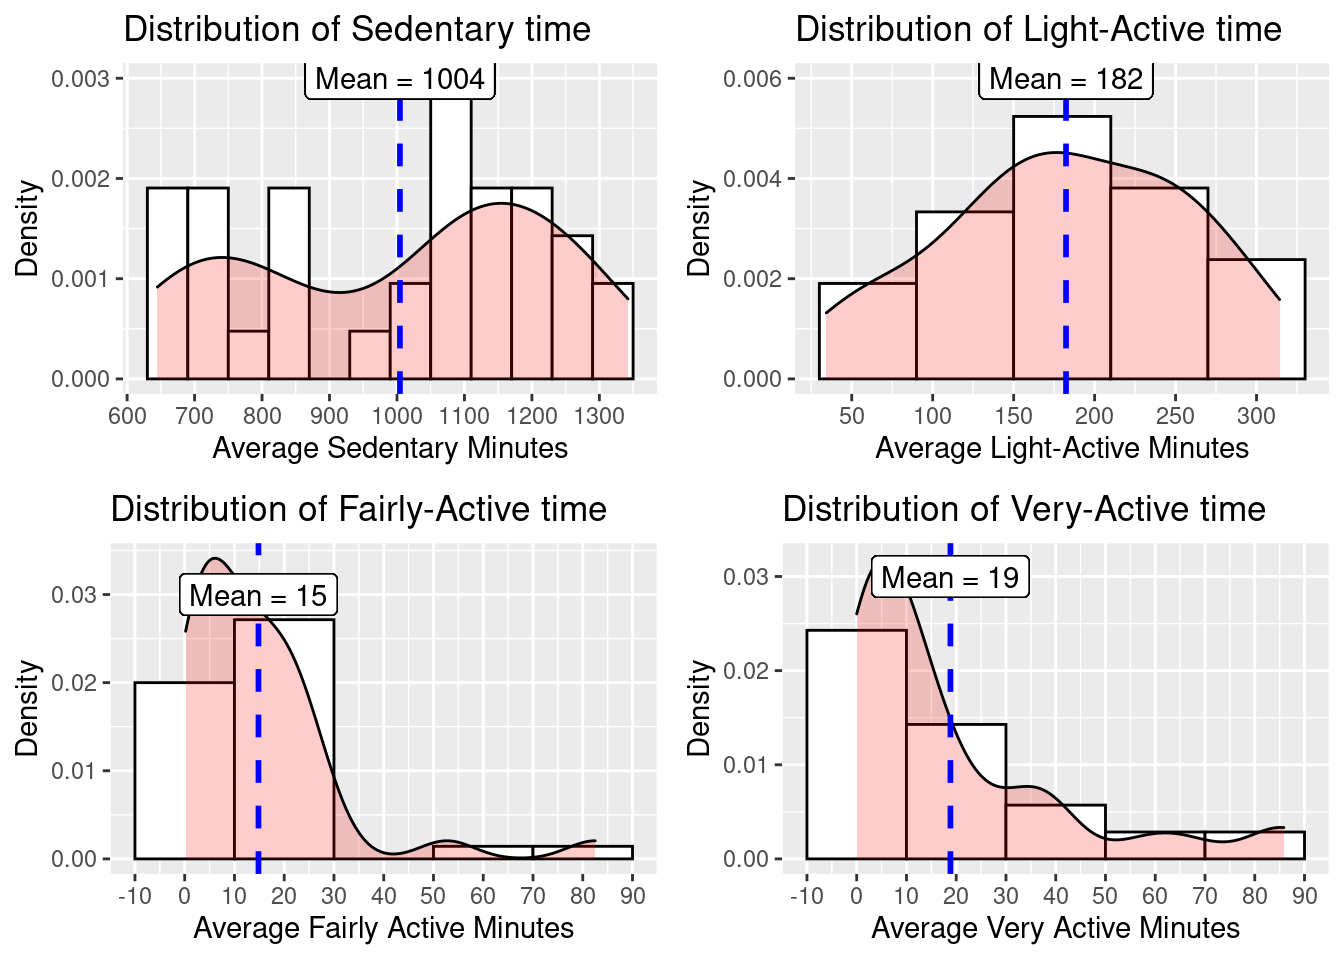 Distribution of Sedentary time
Mean = 1004
0.003
0.002
0.001
0.000
Density
600 700 800 900 1000 1100 1200 1300
Average Sedentary Minutes
Distribution of Light-Active time
Mean = 182
0.006
0.004
0.002
0.000
Density
50 100 150 200 250 300
Average Light-Active Minutes
Distribution of Fairly-Active time
Mean = 15
0.03
0.02
0.01
0.00
Density
-10 0 10 20 30 40 50 60 70 80 90
Average Fairly Active Minutes
Distribution of Very-Active time
Mean = 19
0.03
0.02
0.01
0.00
Density
-10 0 10 20 30 40 50 60 70 80 90
Average Very Active Minutes